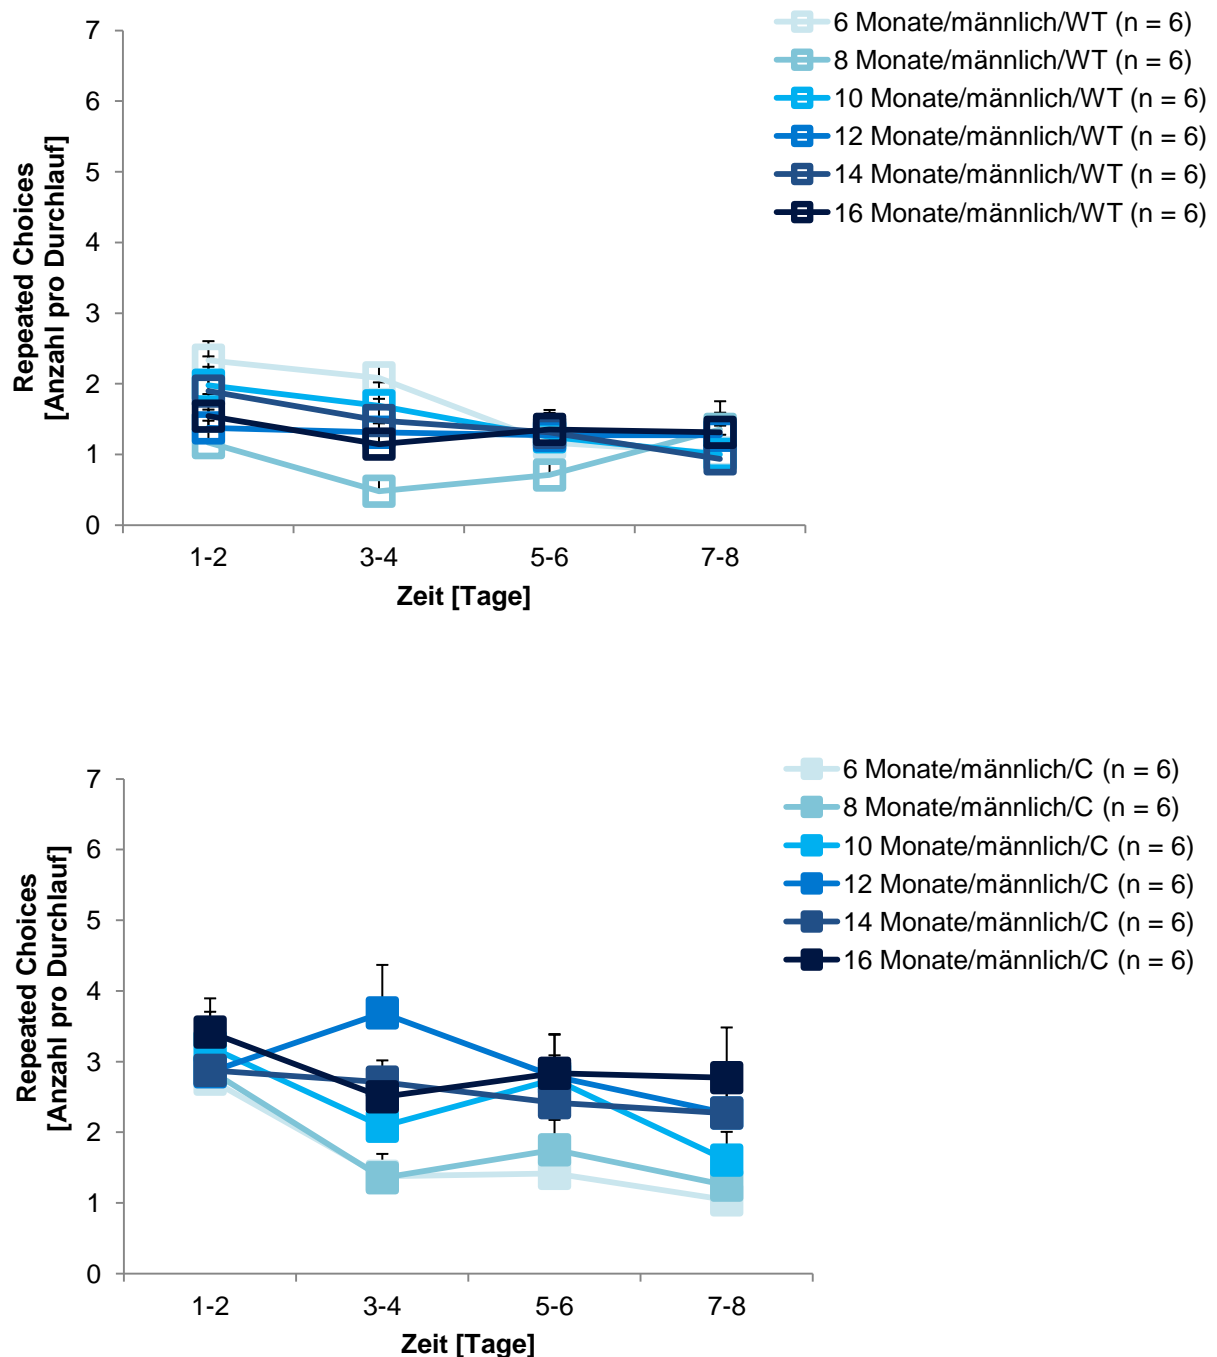 7
6
5
4
3
2
1
0
Repeated Choices
[Anzahl pro Durchlauf]
1-2
3-4
5-6
7-8
Zeit [Tage]
6 Monate/männlich/WT (n = 6)
8 Monate/männlich/WT (n = 6)
10 Monate/männlich/WT (n = 6)
12 Monate/männlich/WT (n = 6)
14 Monate/männlich/WT (n = 6)
16 Monate/männlich/WT (n = 6)
7
6
5
4
3
2
1
0
Repeated Choices
[Anzahl pro Durchlauf]
1-2
3-4
5-6
7-8
Zeit [Tage]
6 Monate/männlich/C (n = 6)
8 Monate/männlich/C (n = 6)
10 Monate/männlich/C (n = 6)
12 Monate/männlich/C (n = 6)
14 Monate/männlich/C (n = 6)
16 Monate/männlich/C (n = 6)